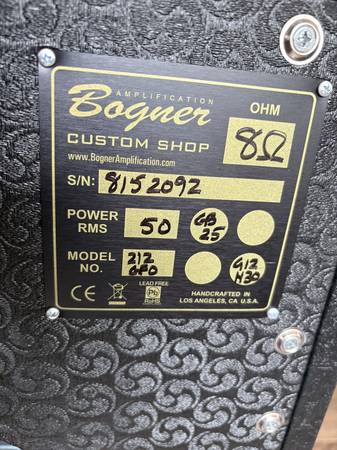 AMPLIFICATION
Bogner
OHM
CUSTOM SHOP
8Ω
www.BognerAmplification.com
S/N: 8152092
POWER RMS 50 GB 25
MODEL NO. 212 GPO G12 H30
CE
LEAD FREE
RoHS
HANDCRAFTED IN
LOS ANGELES, CA U.S.A.